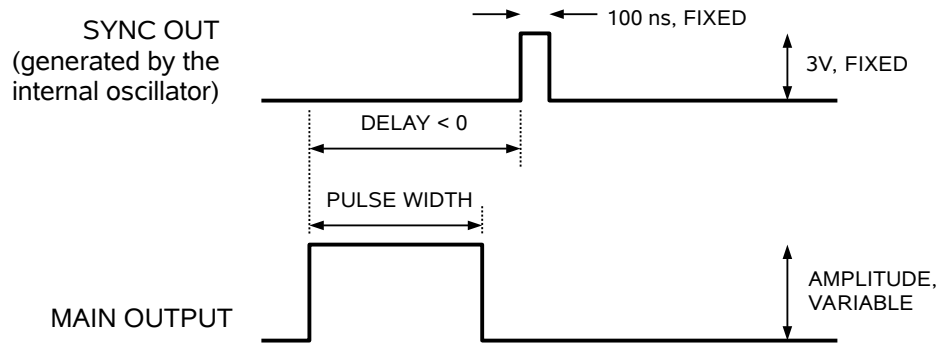 SYNC OUT
(generated by the
internal oscillator)
100 ns, FIXED
3V, FIXED
DELAY < 0
PULSE WIDTH
MAIN OUTPUT
AMPLITUDE,
VARIABLE